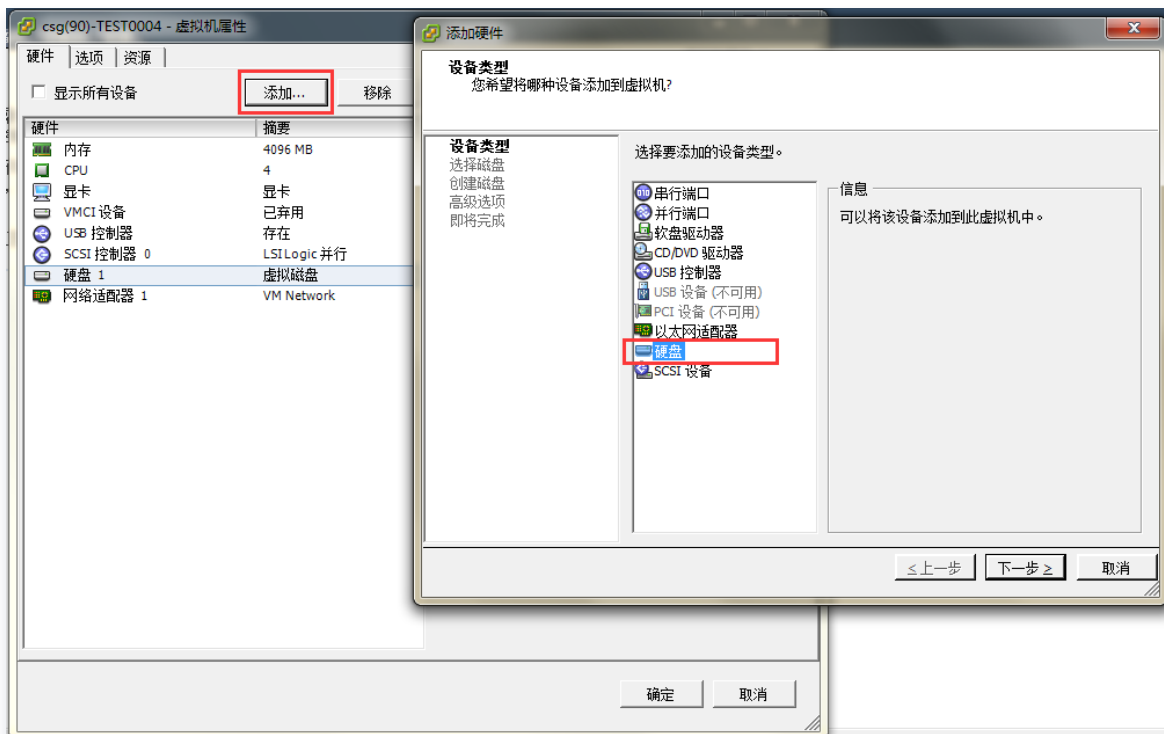 csg(90)-TEST0004 - 虚拟机属性
硬件 选项 资源
显示所有设备 添加... 移除
硬件 摘要
内存 4096 MB
CPU 4
显卡 显卡
VMCI 设备 已弃用
USB 控制器 存在
SCSI 控制器 0 LSI Logic 并行
硬盘 1 虚拟磁盘
网络适配器 1 VM Network
确定 取消
添加硬件
设备类型
您希望将哪种设备添加到虚拟机?
设备类型
选择磁盘
创建磁盘
高级选项
即将完成
选择要添加的设备类型。
串行端口
并行端口
软盘驱动器
CD/DVD 驱动器
USB 控制器
USB 设备 (不可用)
PCI 设备 (不可用)
以太网适配器
硬盘
SCSI 设备
信息
可以将该设备添加到此虚拟机中。
≤上一步 下一步 ≥ 取消